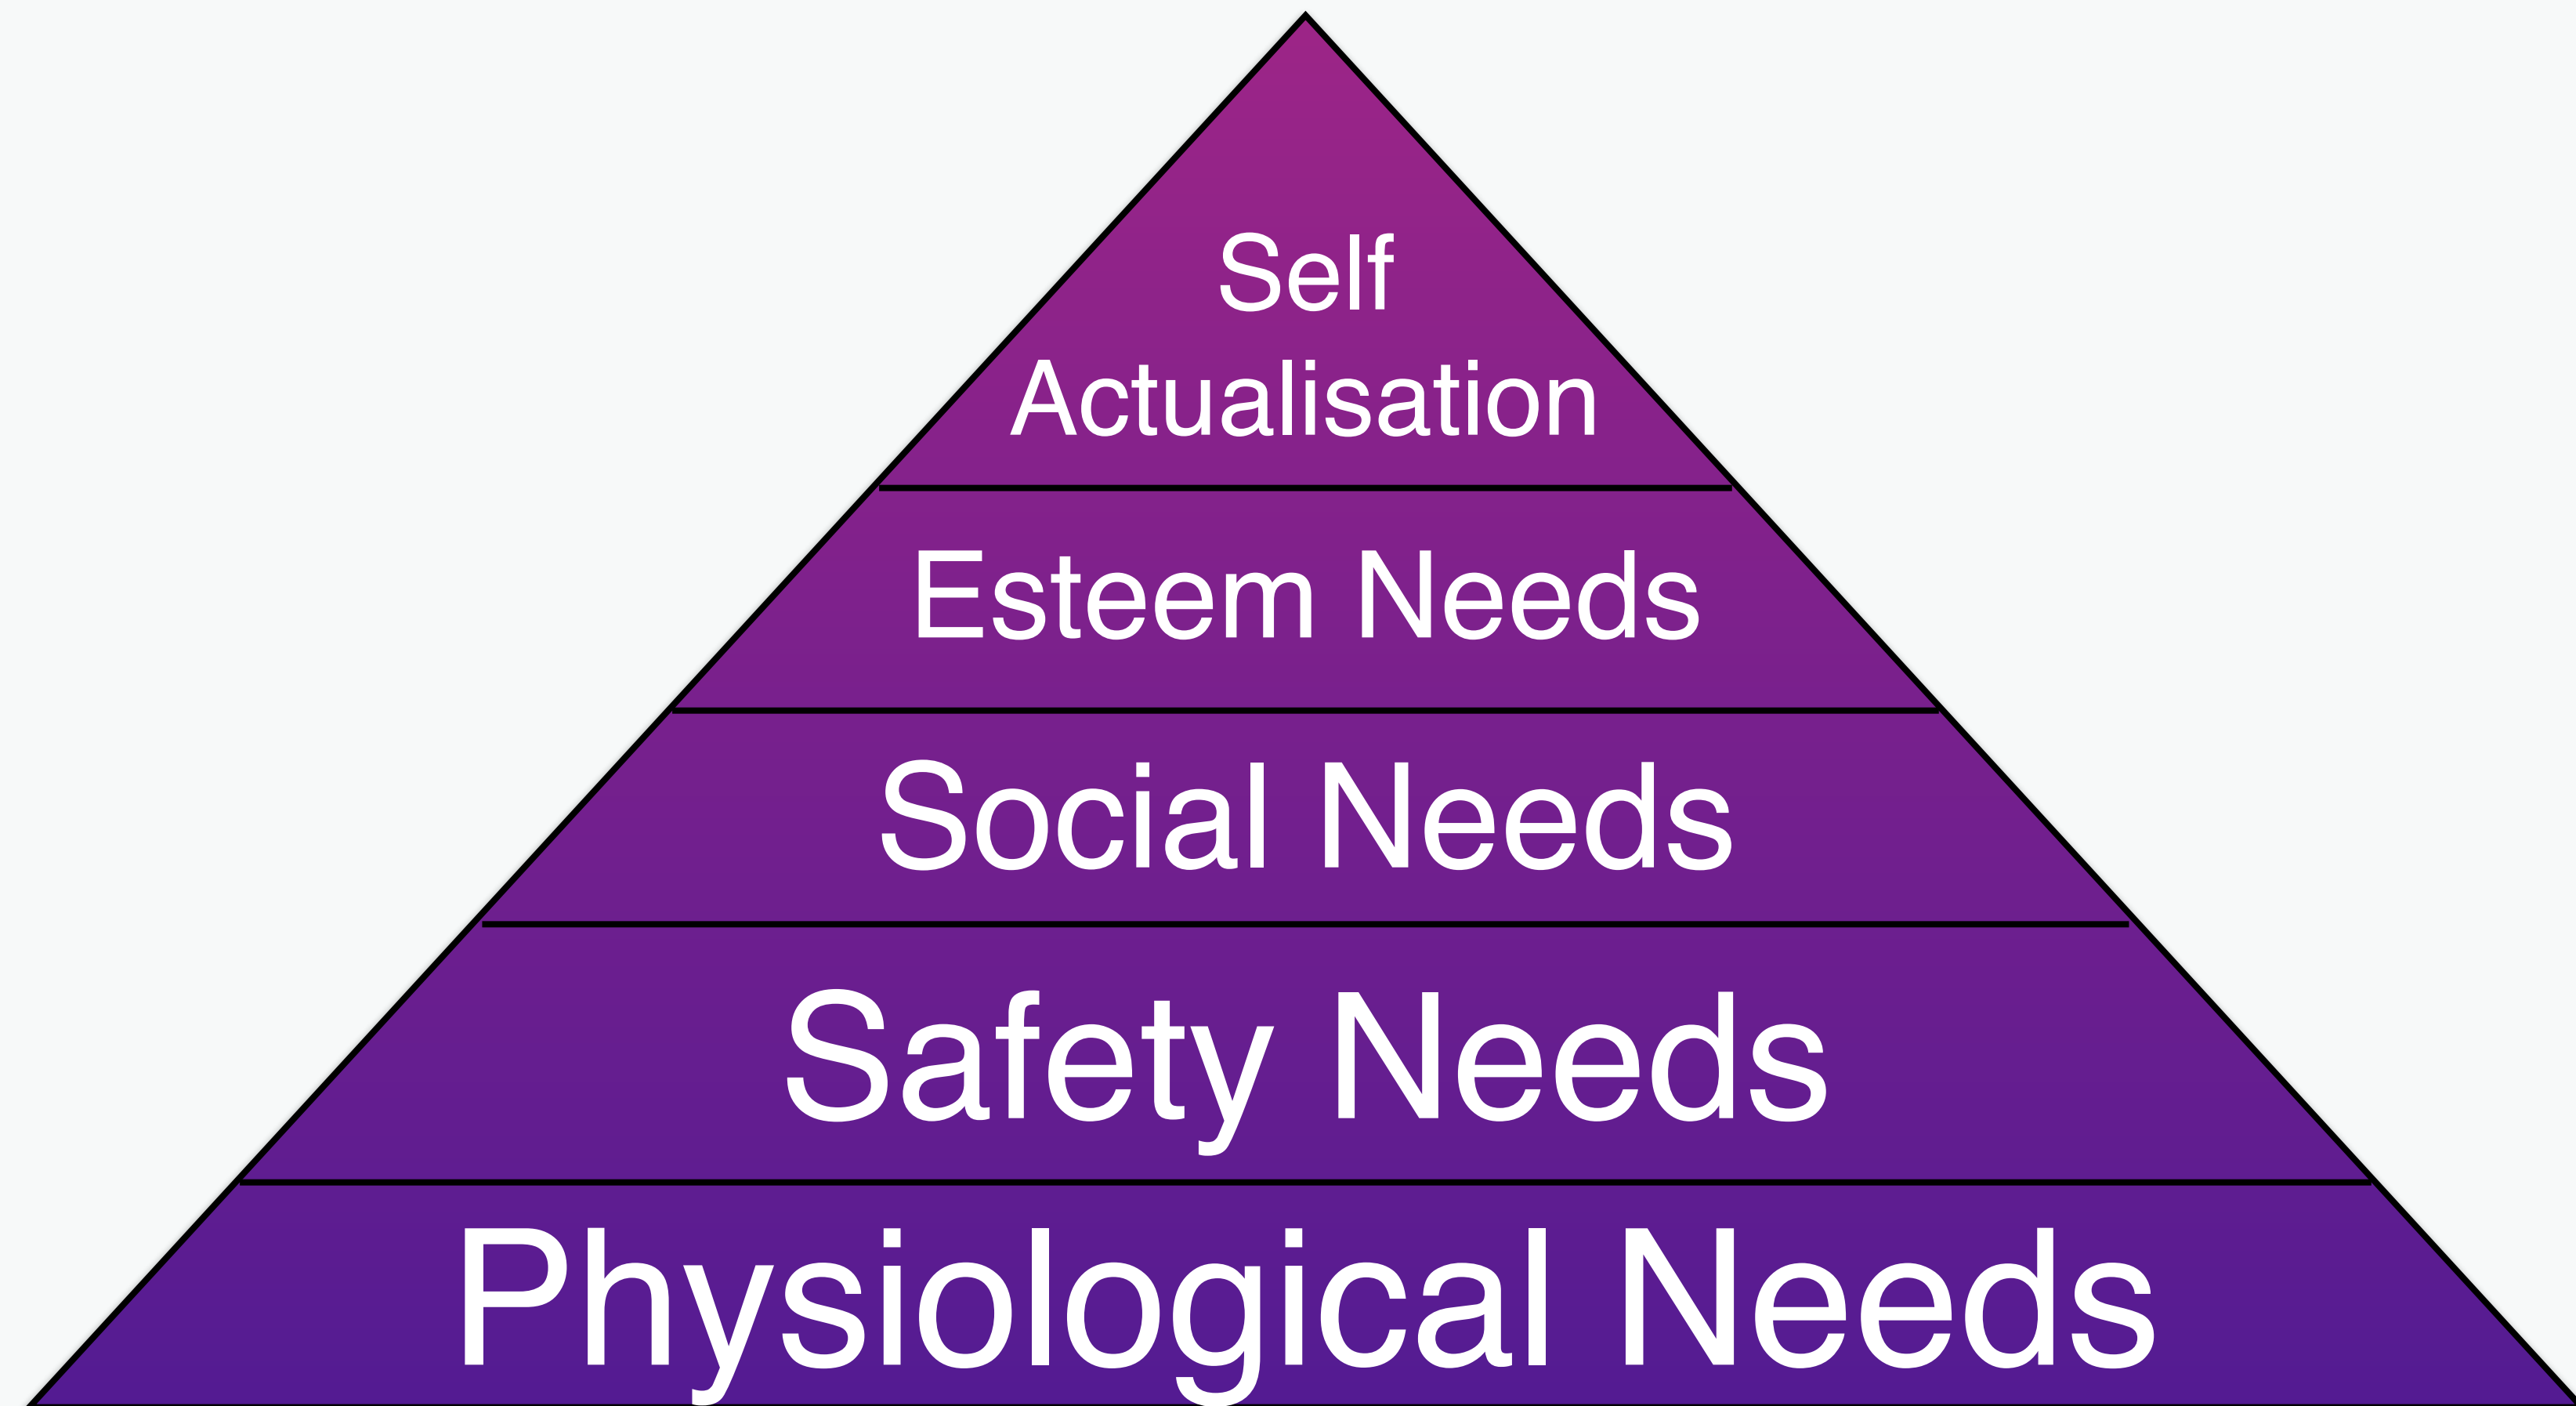 Self
Actualisation
Esteem Needs
Social Needs
Safety Needs
Physiological Needs